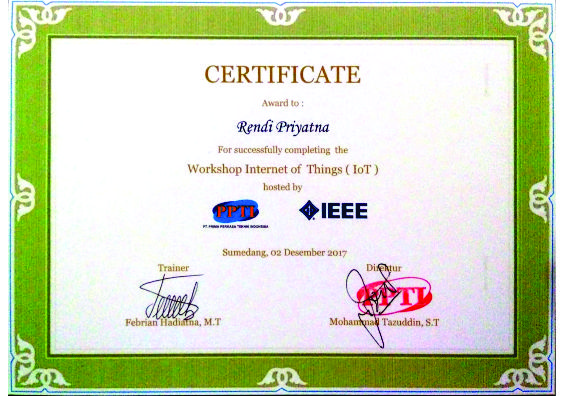 CERTIFICATE
Award to :
Rendi Priyatna
For successfully completing the
Workshop Internet of Things ( IoT )
hosted by
PPTI IEEE
PT. PRIMA PERKASA TEKNIK INDONESIA
Sumedang, 02 Desember 2017
Trainer Direktur
PPTI
Febrian Hadiatna, M.T Mohammad Tazuddin, S.T